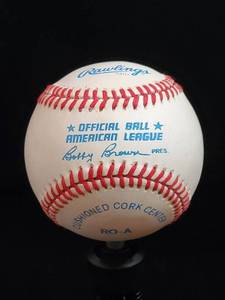 Rawlings
★ OFFICIAL BALL ★
AMERICAN LEAGUE
Bobby Brown PRES.
CUSHIONED CORK CENTER
RO-A